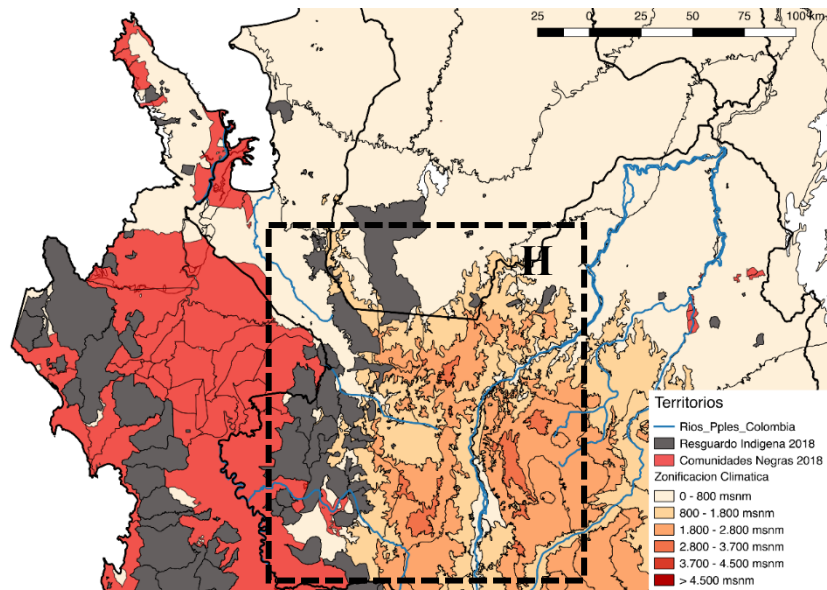 25 0 25 50 75 100 km
H
Territorios
Rios_Pples_Colombia
Resguardo Indigena 2018
Comunidades Negras 2018
Zonificacion Climatica
0 - 800 msnm
800 - 1.800 msnm
1.800 - 2.800 msnm
2.800 - 3.700 msnm
3.700 - 4.500 msnm
> 4.500 msnm